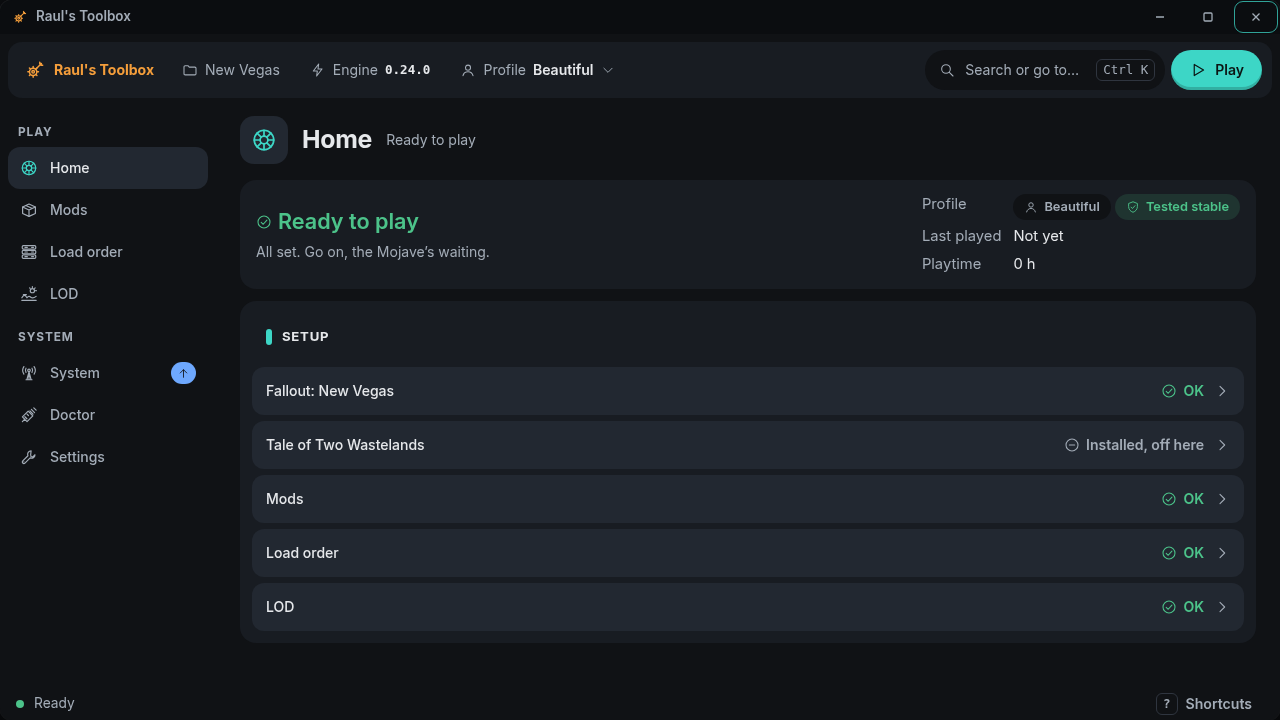 Raul's Toolbox
Raul's Toolbox
New Vegas
Engine 0.24.0
Profile Beautiful
Search or go to...
Ctrl K
Play
PLAY
Home
Mods
Load order
LOD
SYSTEM
System
Doctor
Settings
Home
Ready to play
Ready to play
All set. Go on, the Mojave's waiting.
Profile Beautiful Tested stable
Last played Not yet
Playtime 0 h
SETUP
Fallout: New Vegas OK
Tale of Two Wastelands Installed, off here
Mods OK
Load order OK
LOD OK
Ready
? Shortcuts